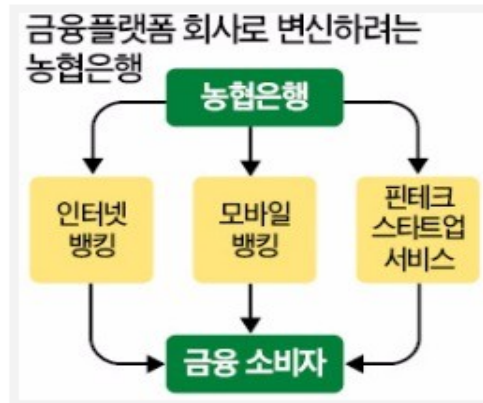 금융플랫폼 회사로 변신하려는
농협은행
농협은행
인터넷
뱅킹
모바일
뱅킹
핀테크
스타트업
서비스
금융 소비자